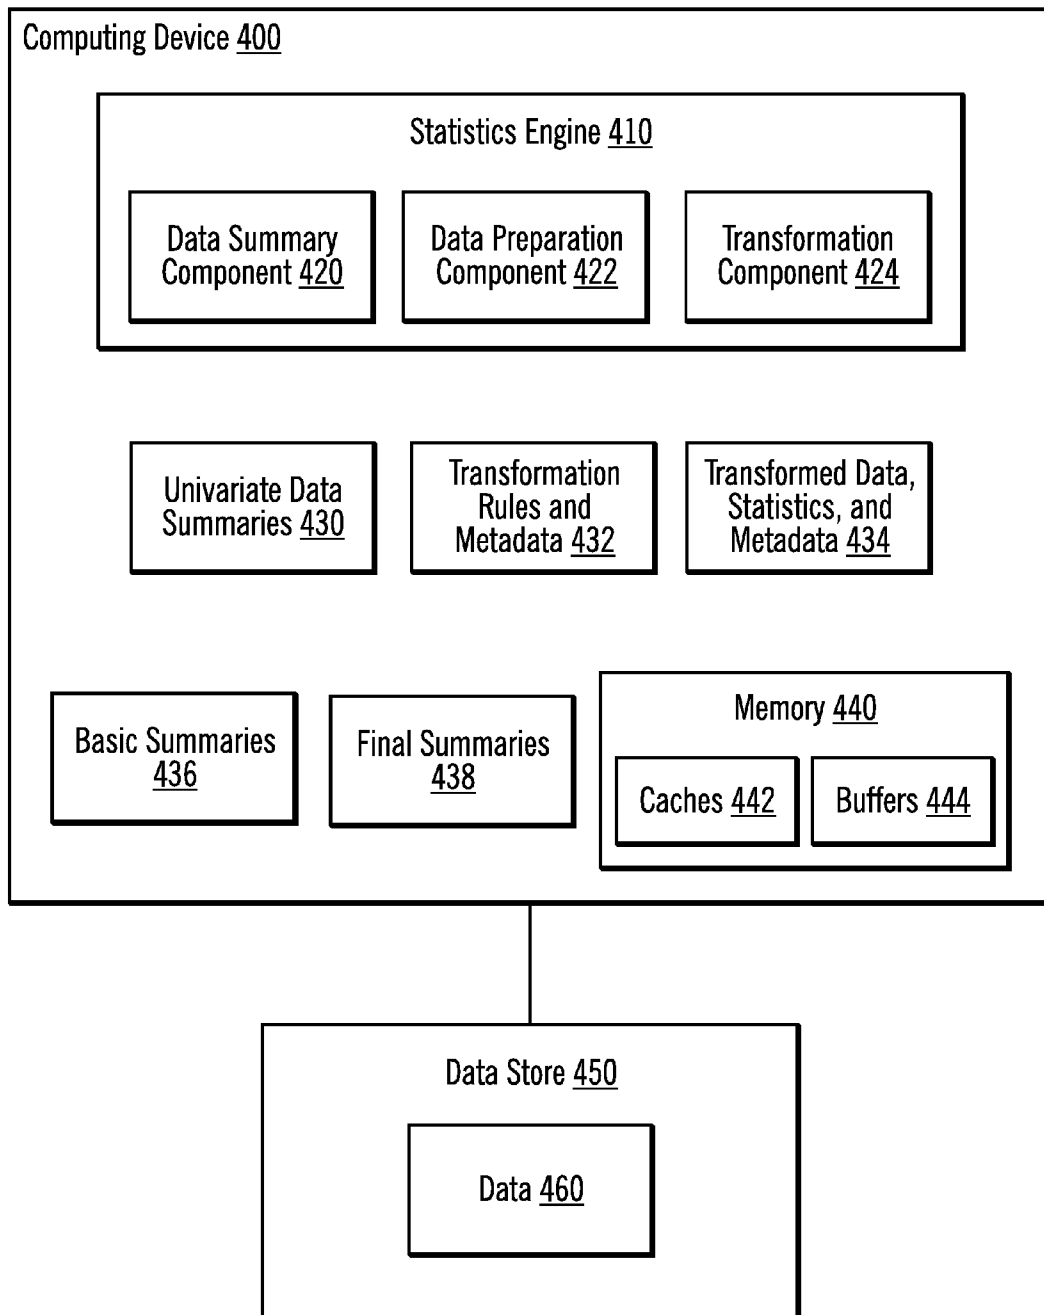 Computing Device 400
Statistics Engine 410
Data Summary
Component 420
Data Preparation
Component 422
Transformation
Component 424
Univariate Data
Summaries 430
Transformation
Rules and
Metadata 432
Transformed Data,
Statistics, and
Metadata 434
Basic Summaries
436
Final Summaries
438
Memory 440
Caches 442
Buffers 444
Data Store 450
Data 460